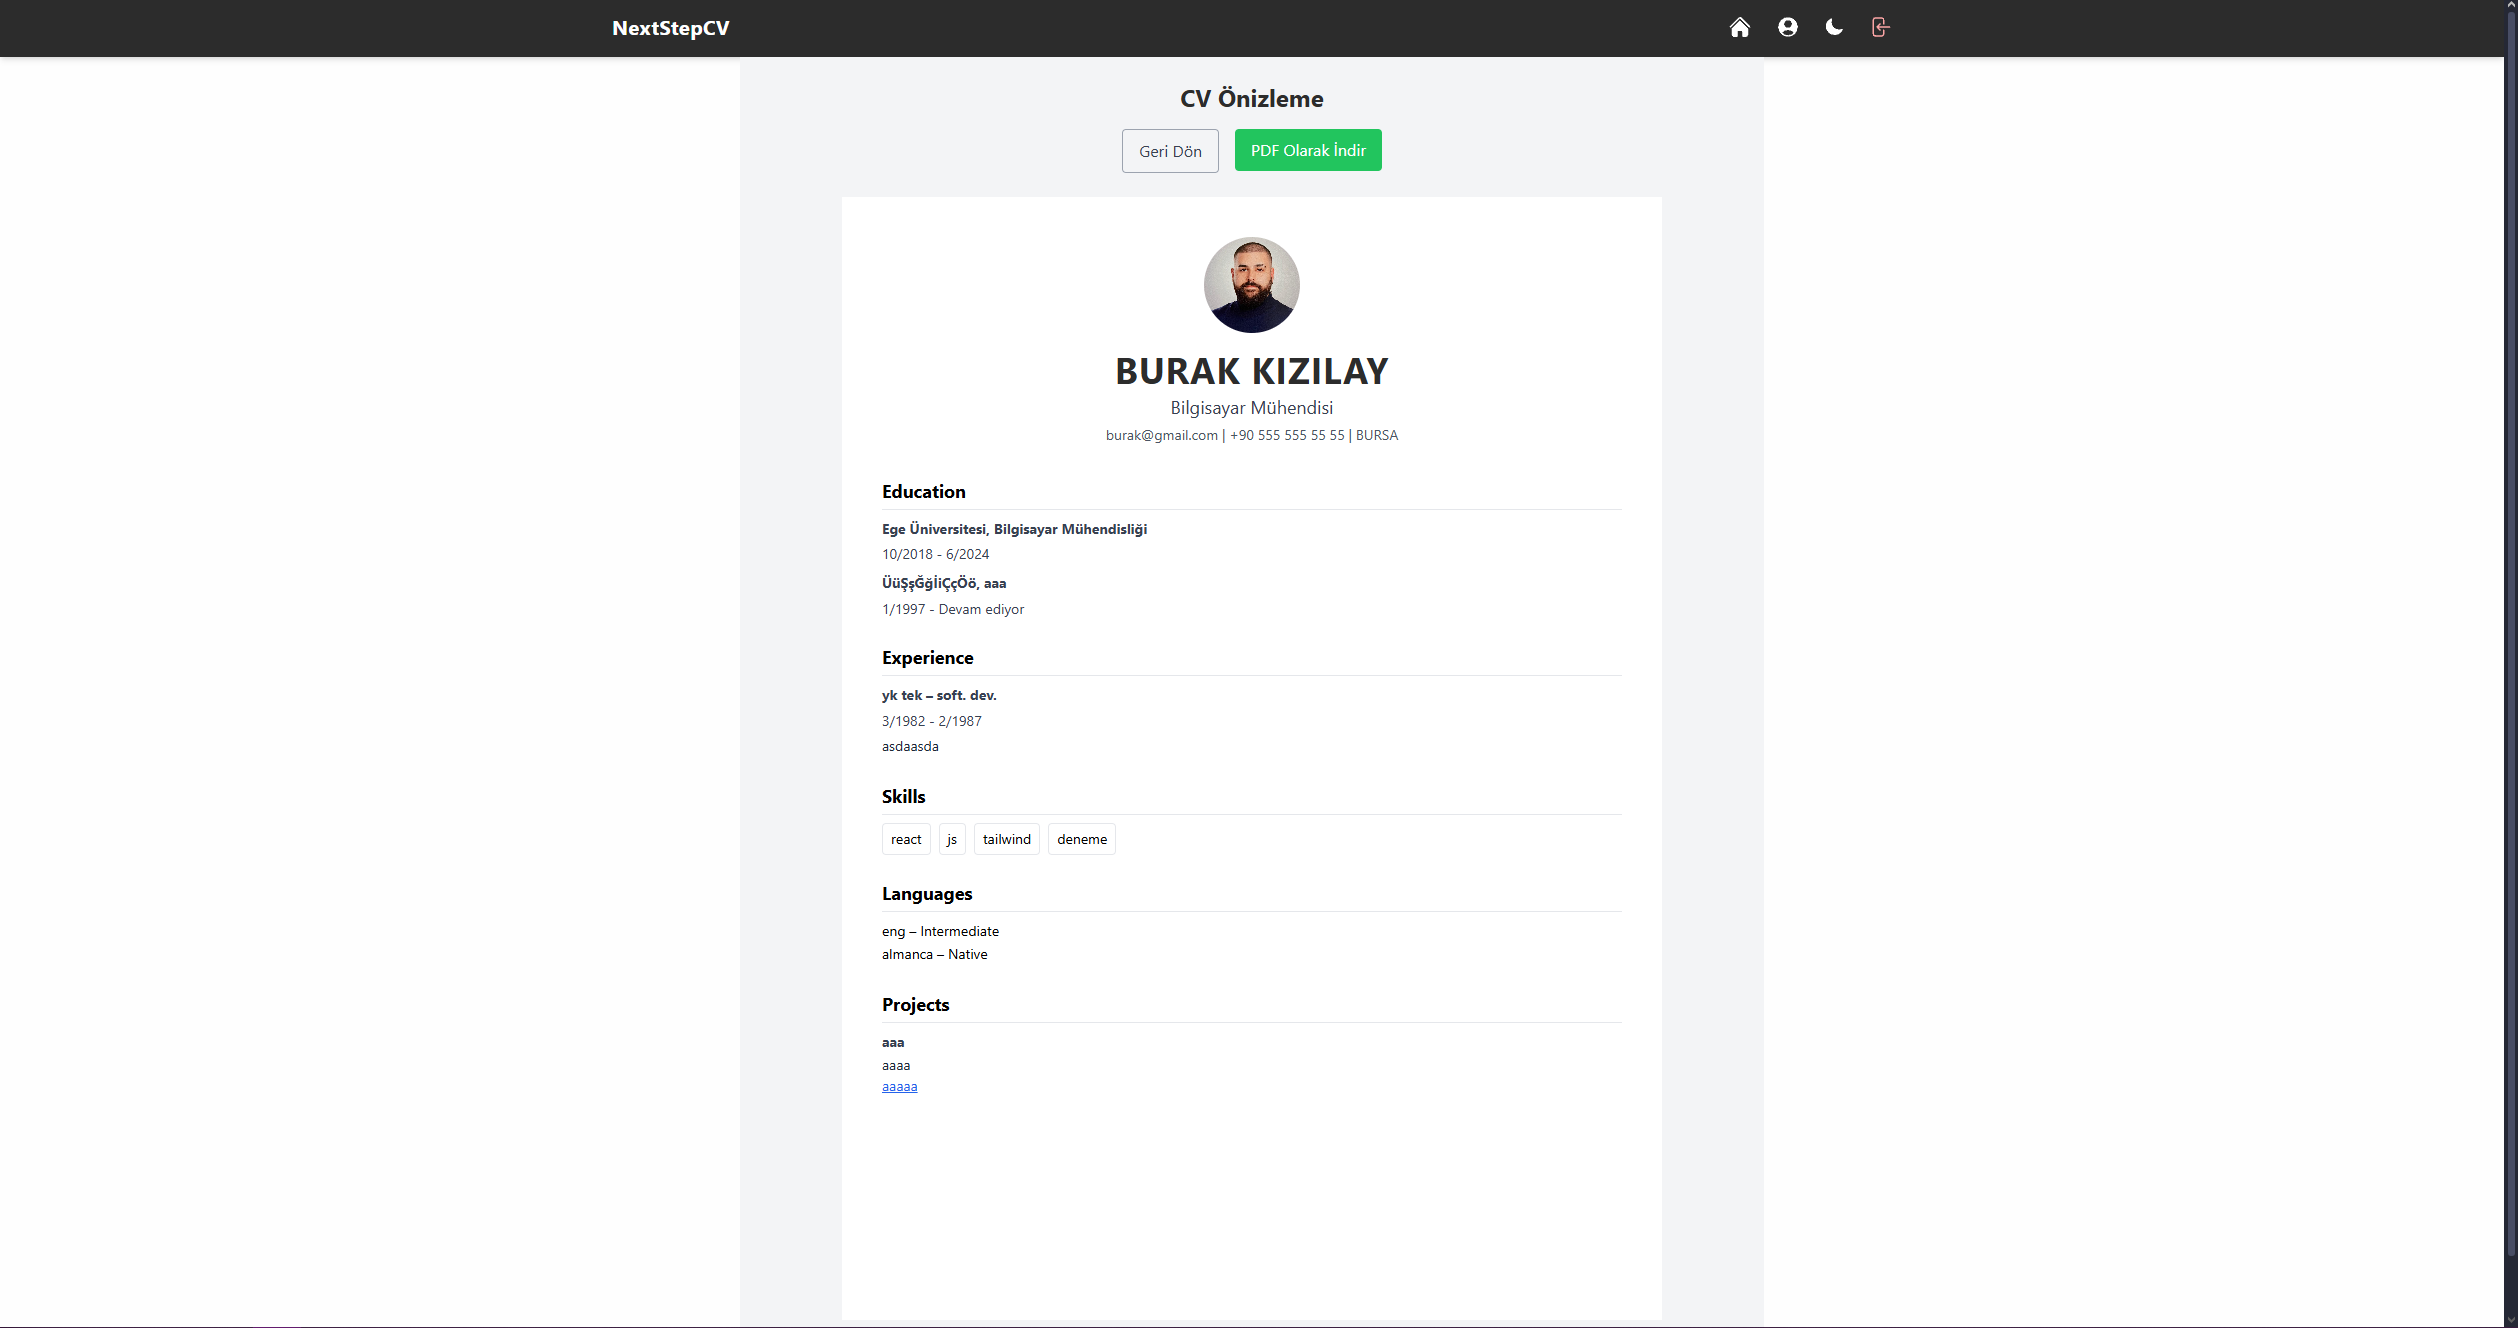 NextStepCV
CV Önizleme
Geri Dön
PDF Olarak İndir
BURAK KIZILAY
Bilgisayar Mühendisi
burak@gmail.com | +90 555 555 55 55 | BURSA
Education
Ege Üniversitesi, Bilgisayar Mühendisliği
10/2018 - 6/2024
ÜüŞşĞğİiÇçÖö, aaa
1/1997 - Devam ediyor
Experience
yk tek – soft. dev.
3/1982 - 2/1987
asdaasda
Skills
react js tailwind deneme
Languages
eng – Intermediate
almanca – Native
Projects
aaa
aaaa
aaaaa